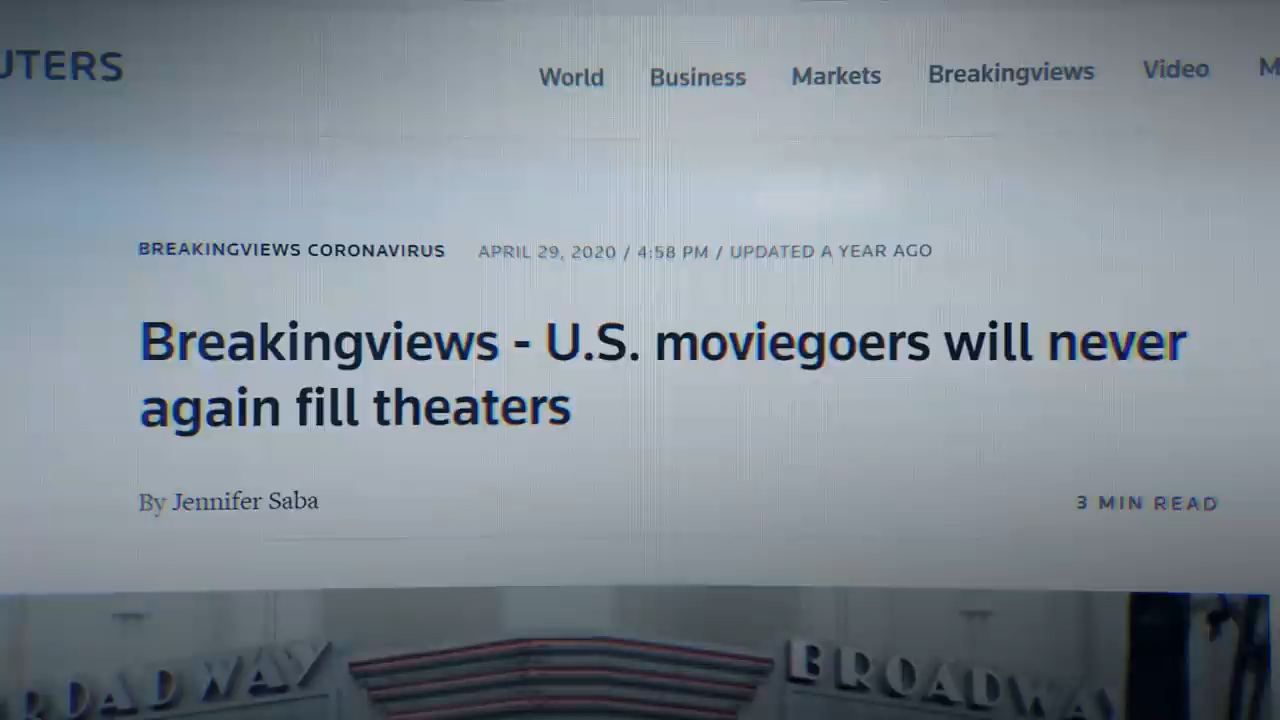 UTERS
World Business Markets Breakingviews Video M
BREAKINGVIEWS CORONAVIRUS APRIL 29, 2020 / 4:58 PM / UPDATED A YEAR AGO
Breakingviews - U.S. moviegoers will never
again fill theaters
By Jennifer Saba
3 MIN READ
ROADWAY BROADWAY